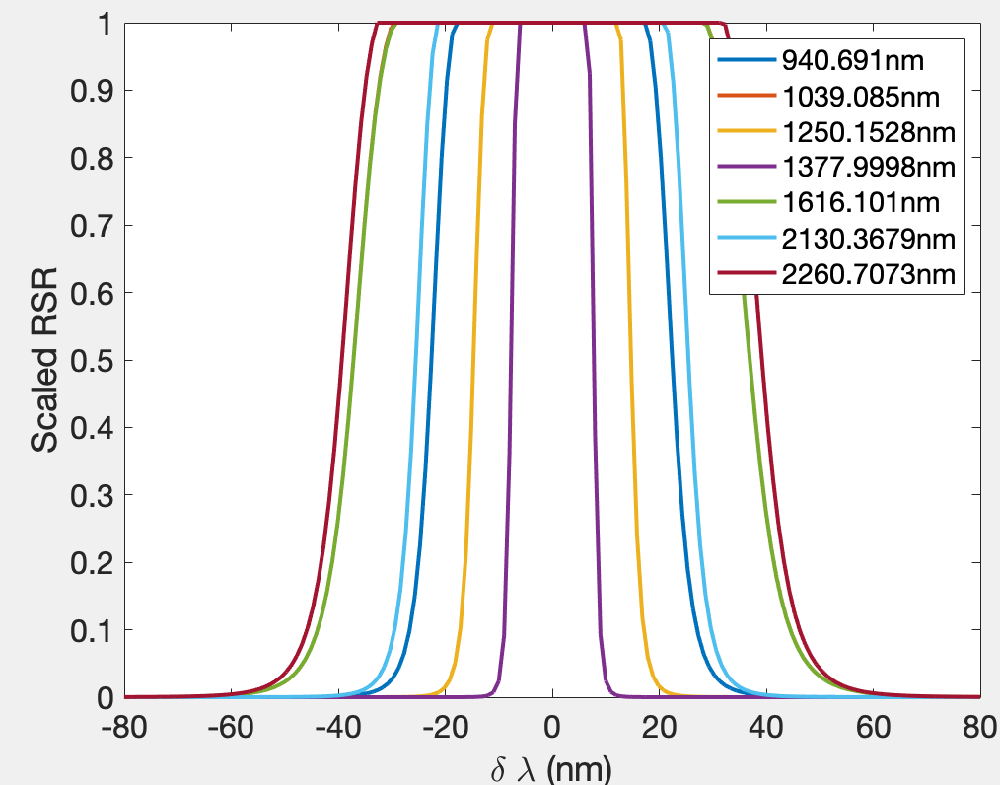 1
0.9
0.8
0.7
0.6
0.5
0.4
0.3
0.2
0.1
0
Scaled RSR
-80 -60 -40 -20 0 20 40 60 80
δ λ (nm)
940.691nm
1039.085nm
1250.1528nm
1377.9998nm
1616.101nm
2130.3679nm
2260.7073nm